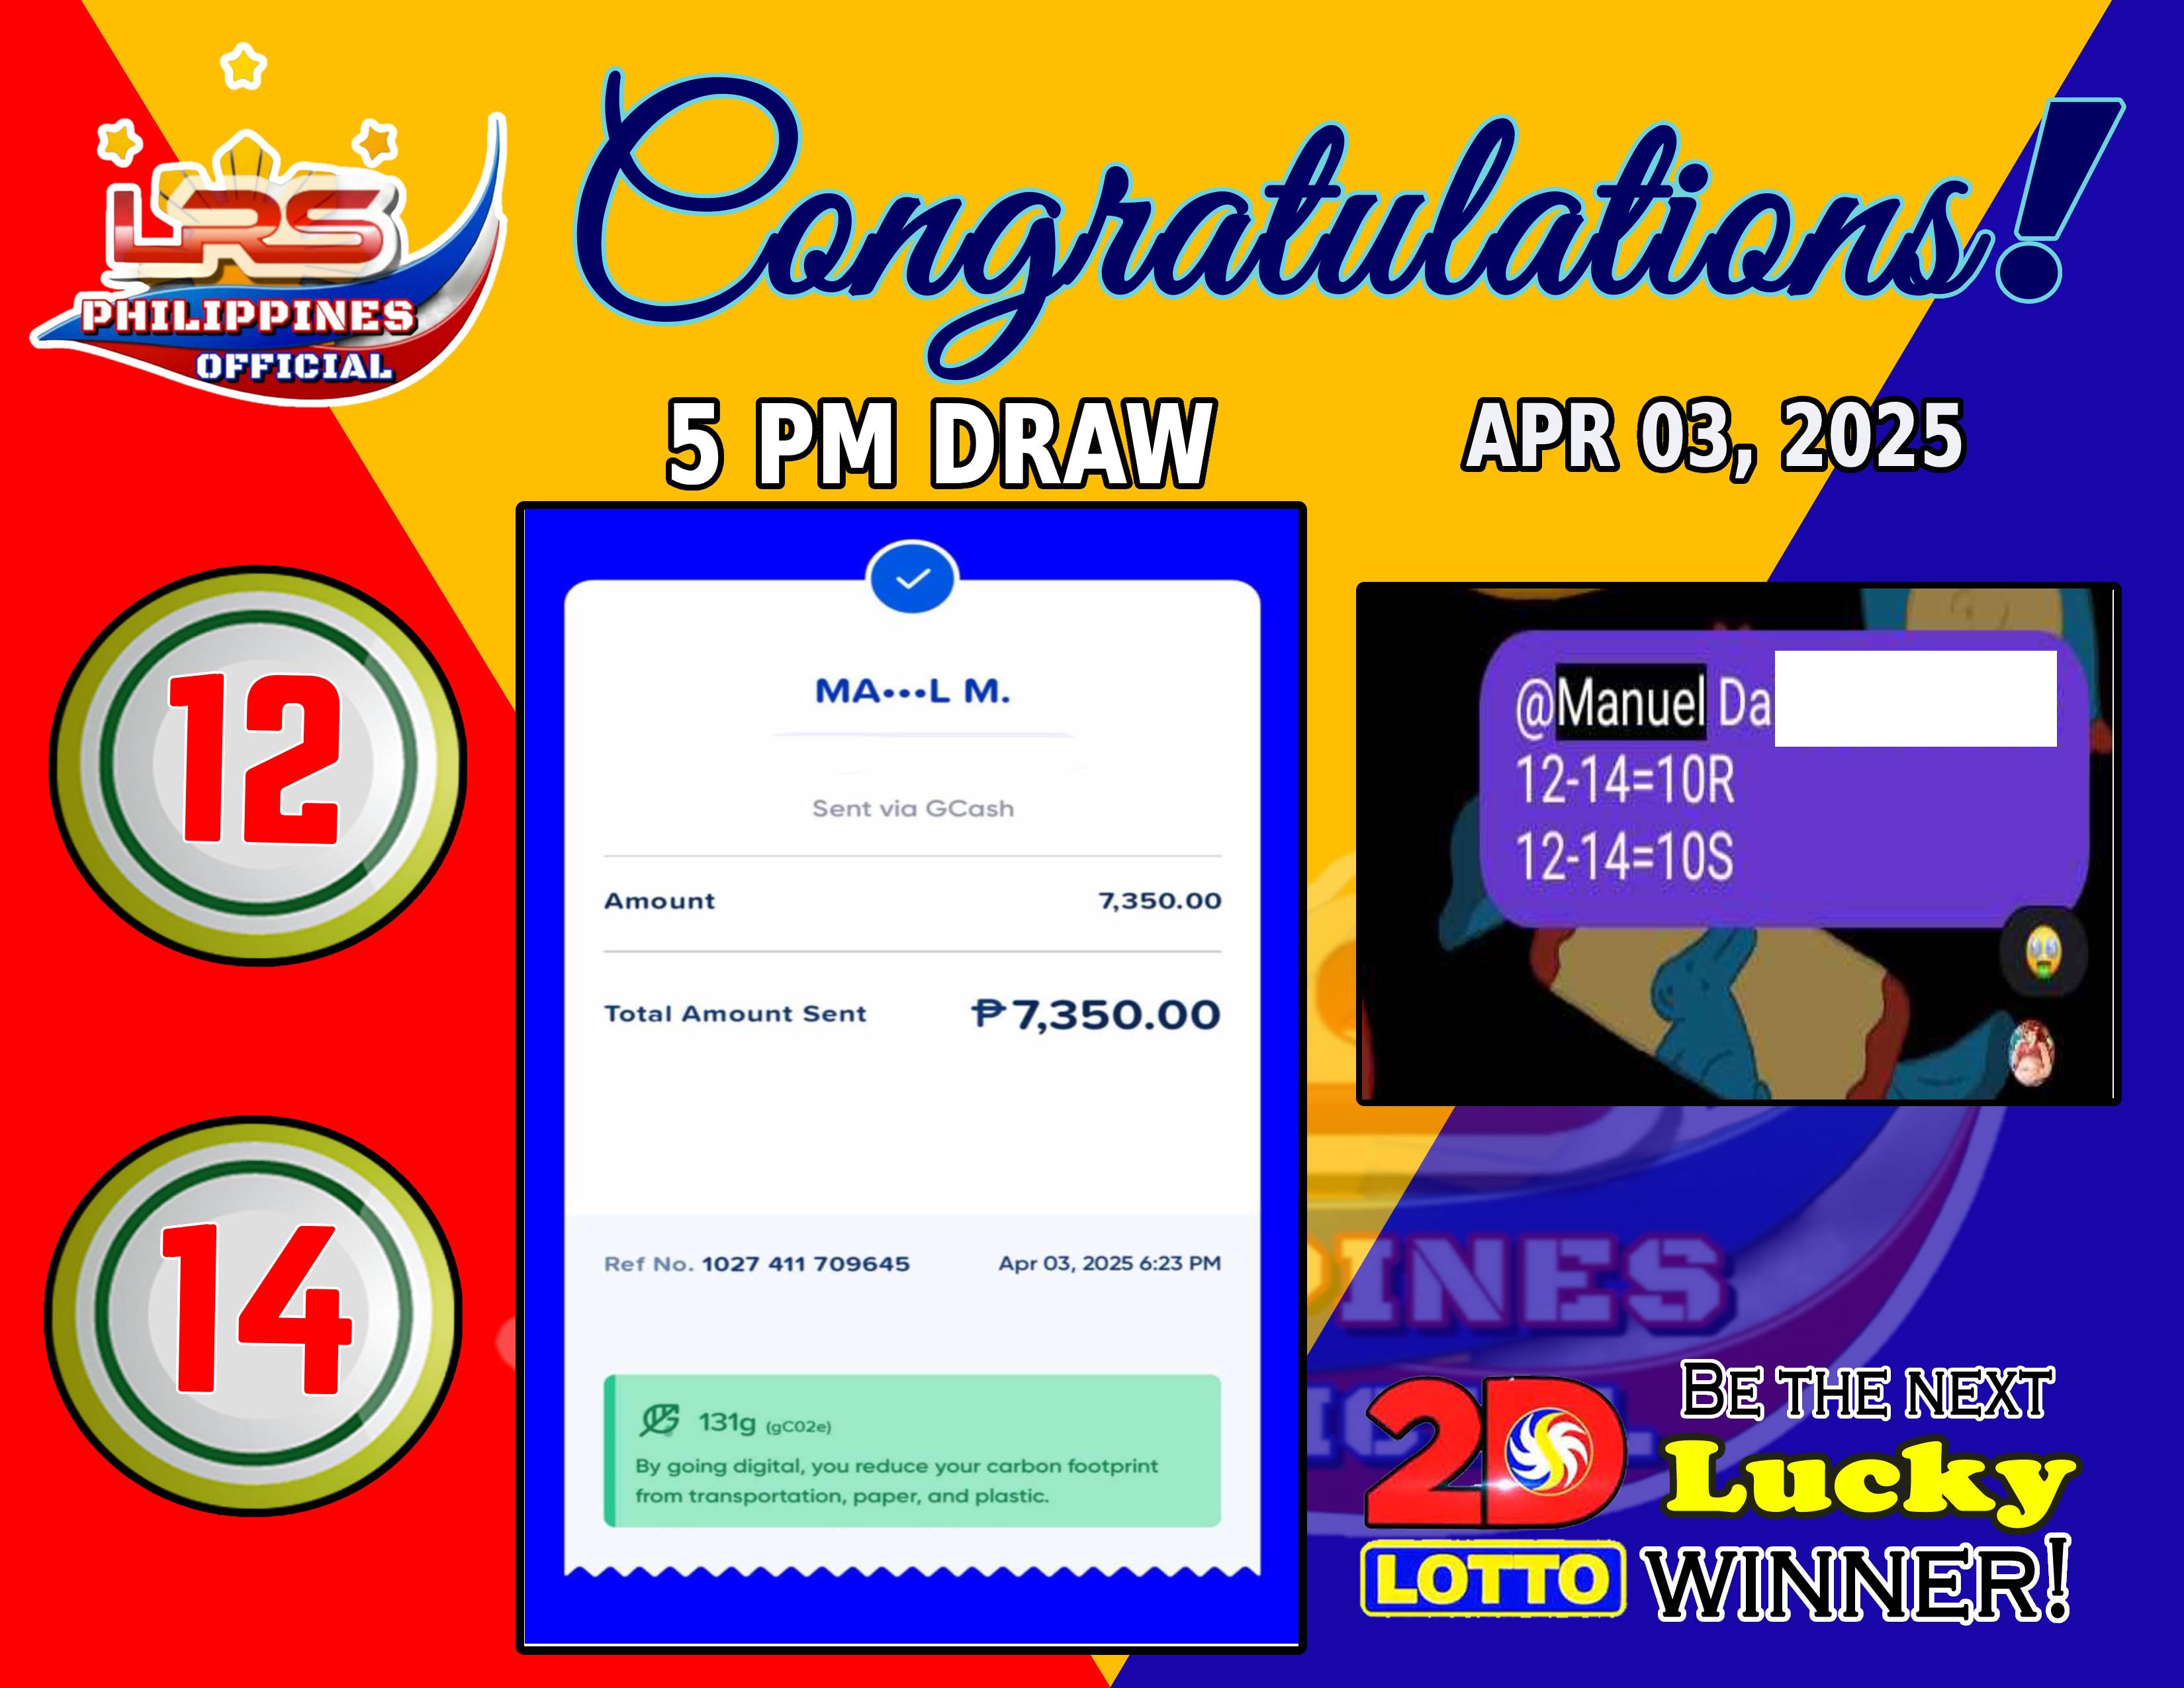 LRS
PHILIPPINES
OFFICIAL
Congratulations!
5 PM DRAW
APR 03, 2025
12
14
MA•••L M.
Sent via GCash
Amount 7,350.00
Total Amount Sent ₱7,350.00
Ref No. 1027 411 709645 Apr 03, 2025 6:23 PM
131g (gCO2e)
By going digital, you reduce your carbon footprint
from transportation, paper, and plastic.
@Manuel Da
12-14=10R
12-14=10S
PINES
2D
LOTTO
BE THE NEXT
Lucky
WINNER!